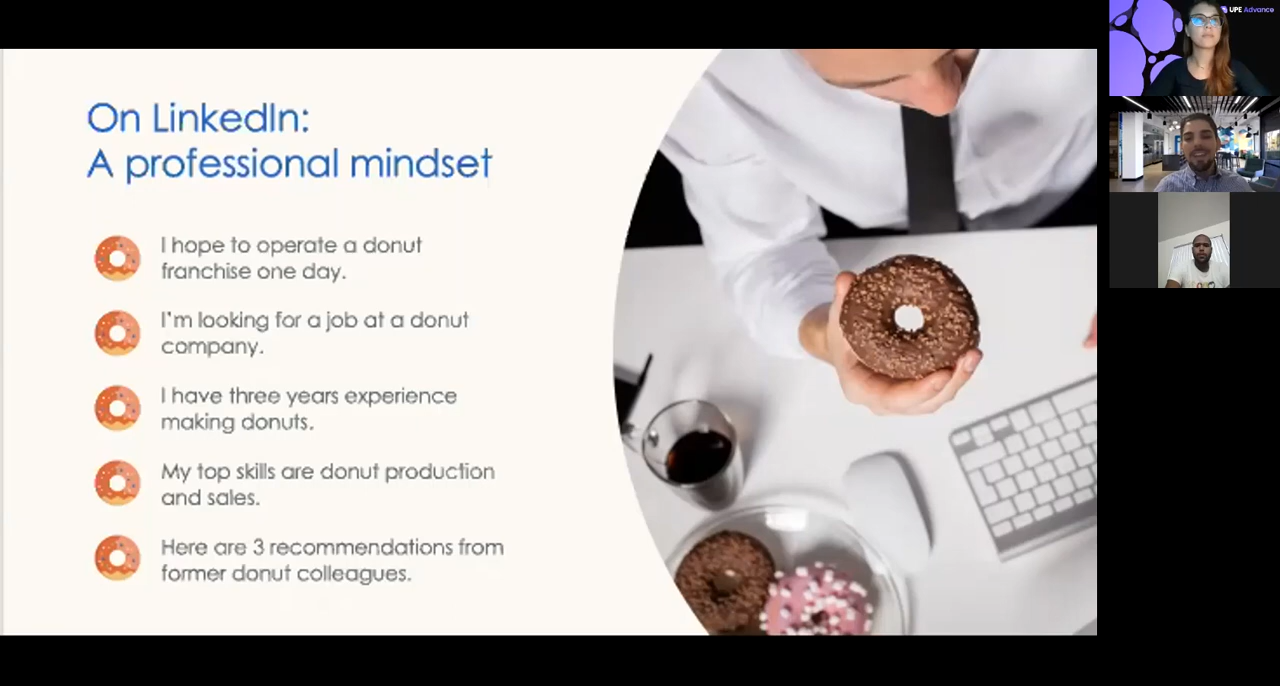 On LinkedIn:
A professional mindset
I hope to operate a donut
franchise one day.
I'm looking for a job at a donut
company.
I have three years experience
making donuts.
My top skills are donut production
and sales.
Here are 3 recommendations from
former donut colleagues.
UPE Advance